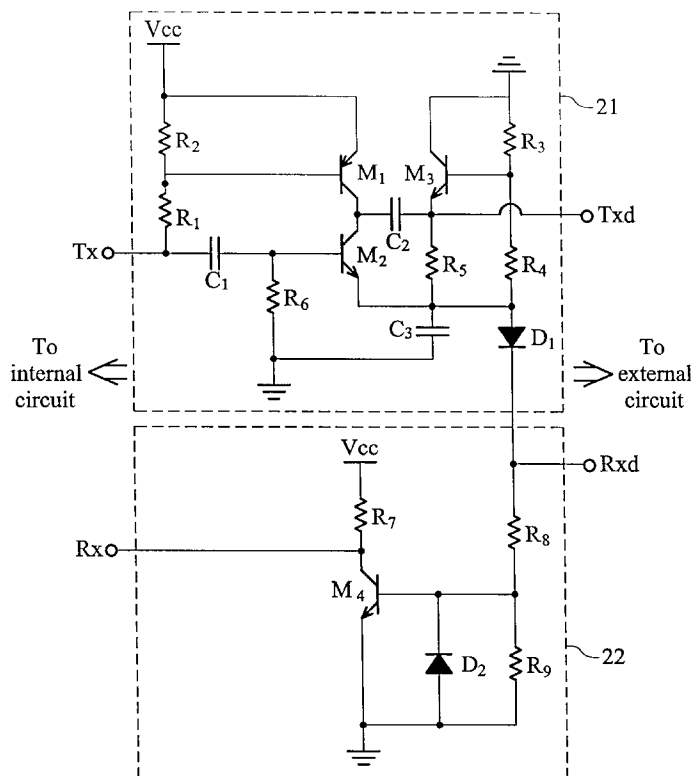 Vcc
21
R2
R3
M1
M3
R1
Txd
C2
Tx
M2
C1
R5
R4
R6
C3
D1
To
internal
circuit
To
external
circuit
Vcc
Rxd
R7
R8
Rx
M4
D2
R9
22